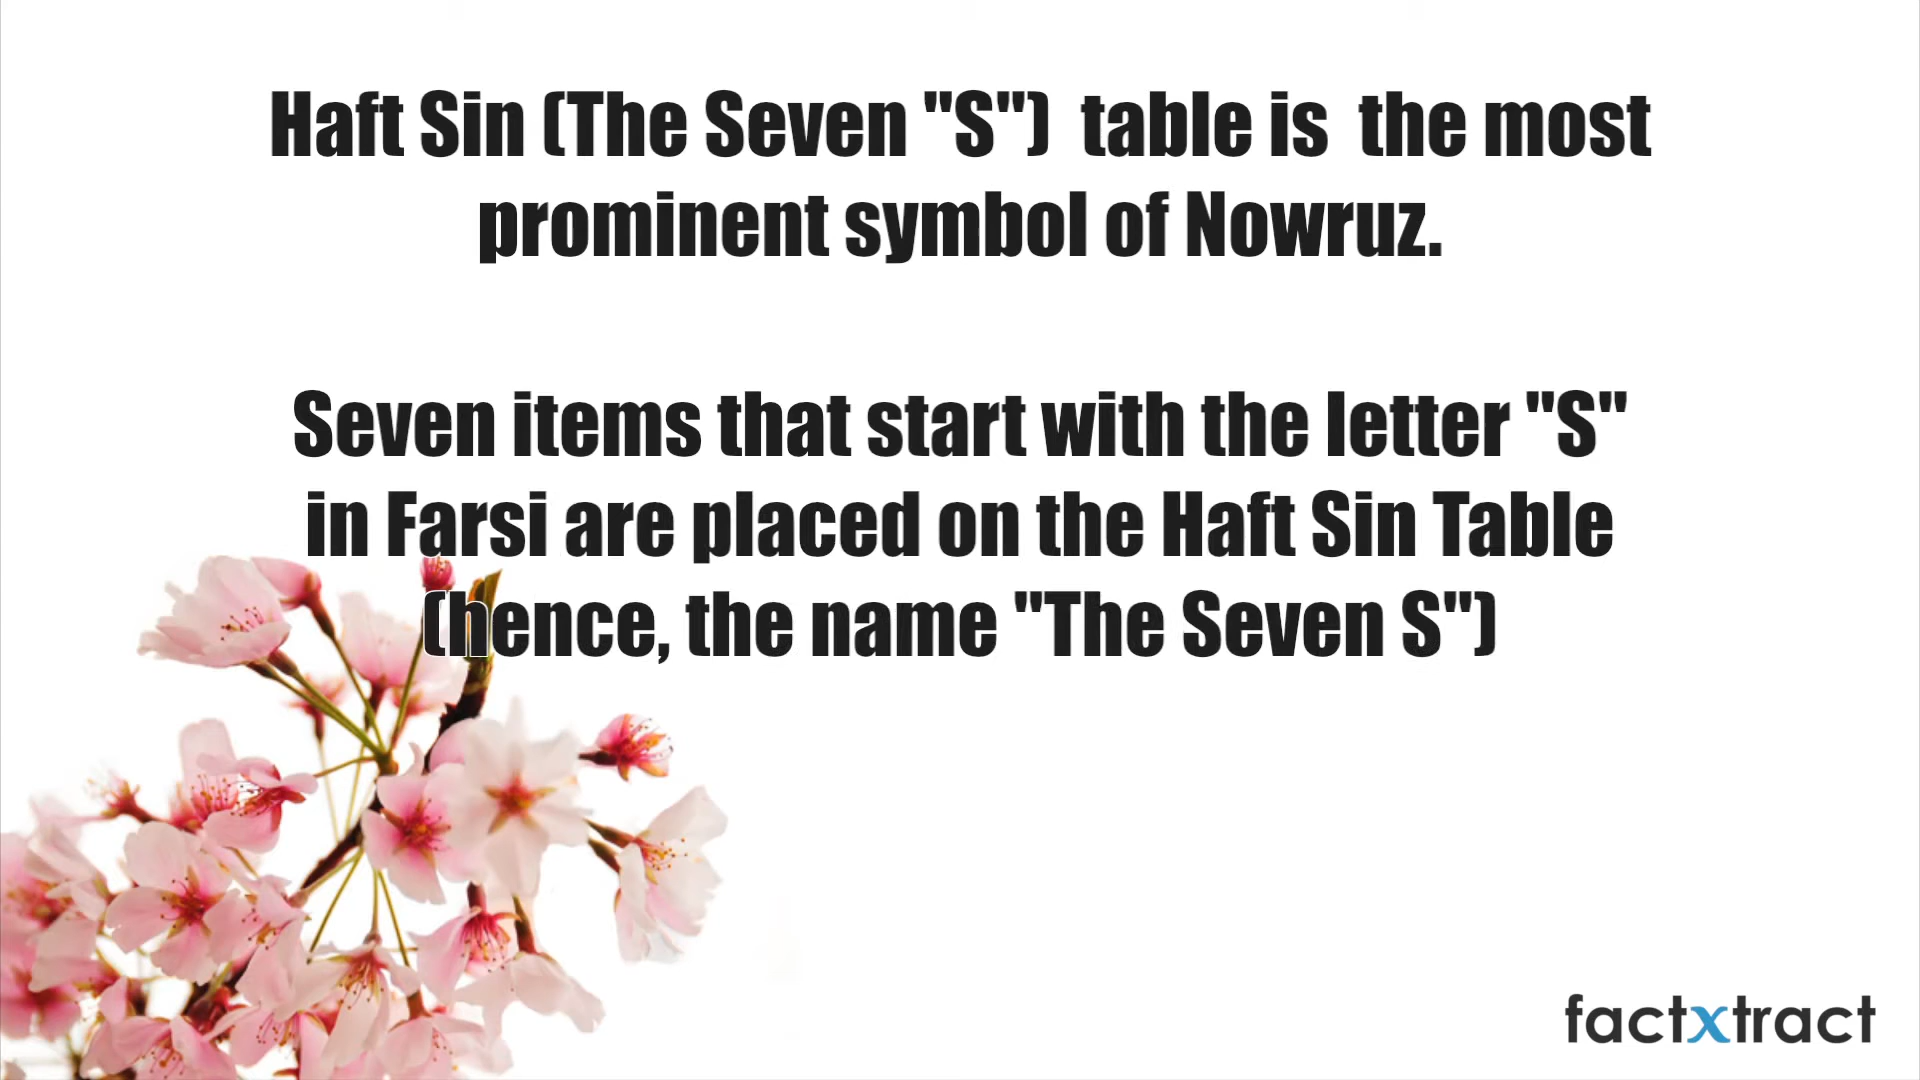 Haft Sin (The Seven "S")  table is  the most
prominent symbol of Nowruz.
Seven items that start with the letter "S"
in Farsi are placed on the Haft Sin Table
(hence, the name "The Seven S")
factxtract